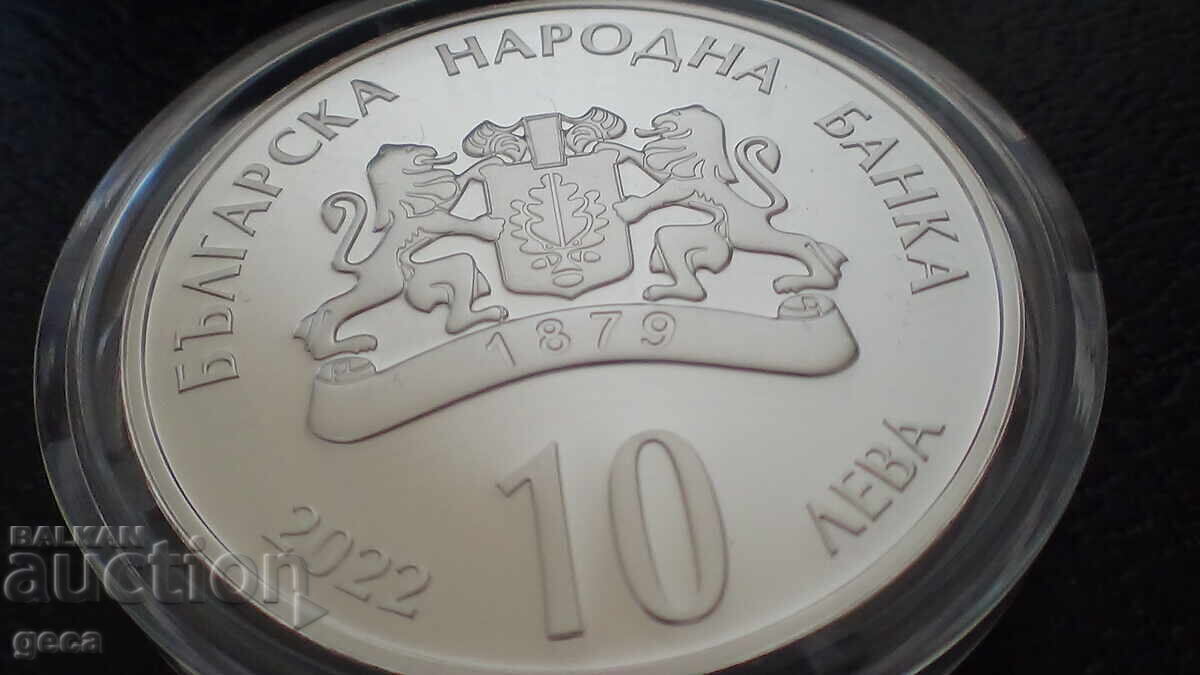 БЪЛГАРСКА НАРОДНА БАНКА
1879
10
ЛЕВА
2022
BALKAN
auction
geca